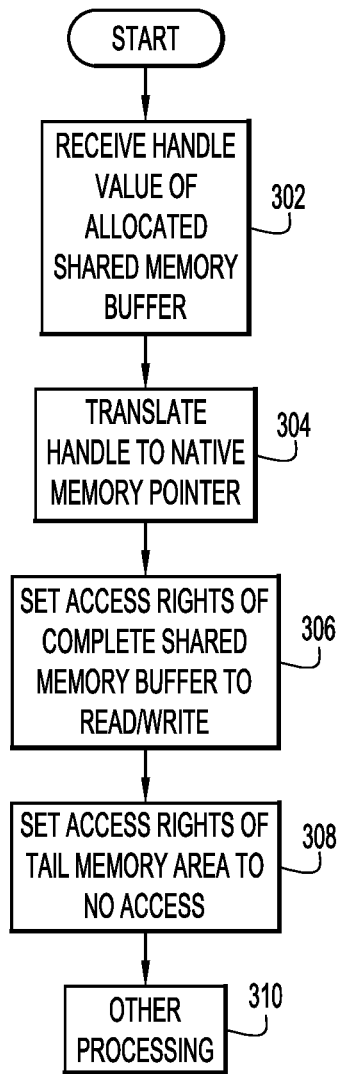 START
RECEIVE HANDLE
VALUE OF
ALLOCATED
SHARED MEMORY
BUFFER
302
TRANSLATE
HANDLE TO NATIVE
MEMORY POINTER
304
SET ACCESS RIGHTS OF
COMPLETE SHARED
MEMORY BUFFER TO
READ/WRITE
306
SET ACCESS RIGHTS OF
TAIL MEMORY AREA TO
NO ACCESS
308
OTHER
PROCESSING
310